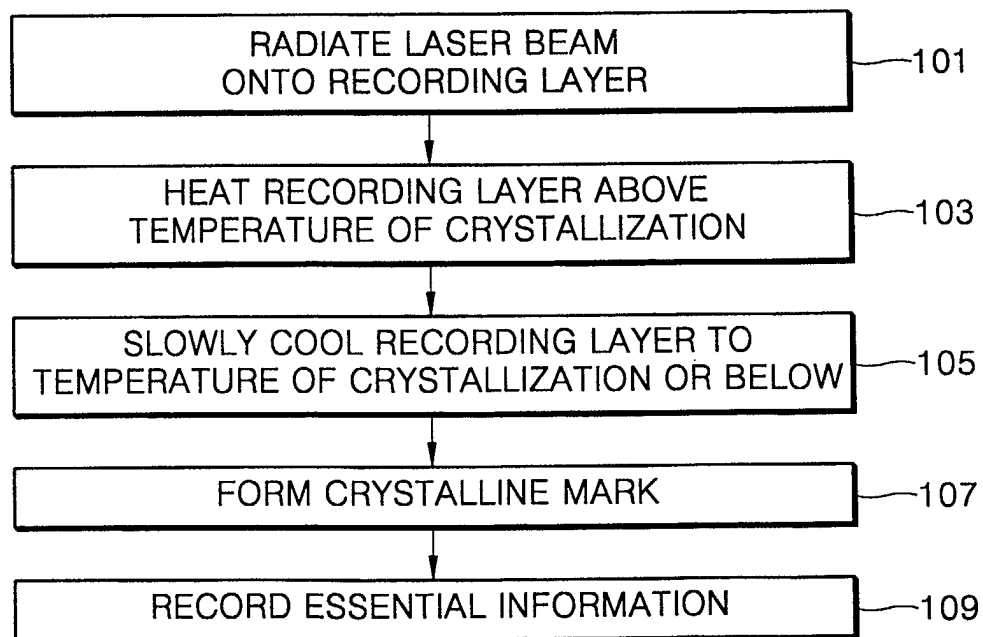 RADIATE LASER BEAM
ONTO RECORDING LAYER
101
HEAT RECORDING LAYER ABOVE
TEMPERATURE OF CRYSTALLIZATION
103
SLOWLY COOL RECORDING LAYER TO
TEMPERATURE OF CRYSTALLIZATION OR BELOW
105
FORM CRYSTALLINE MARK
107
RECORD ESSENTIAL INFORMATION
109